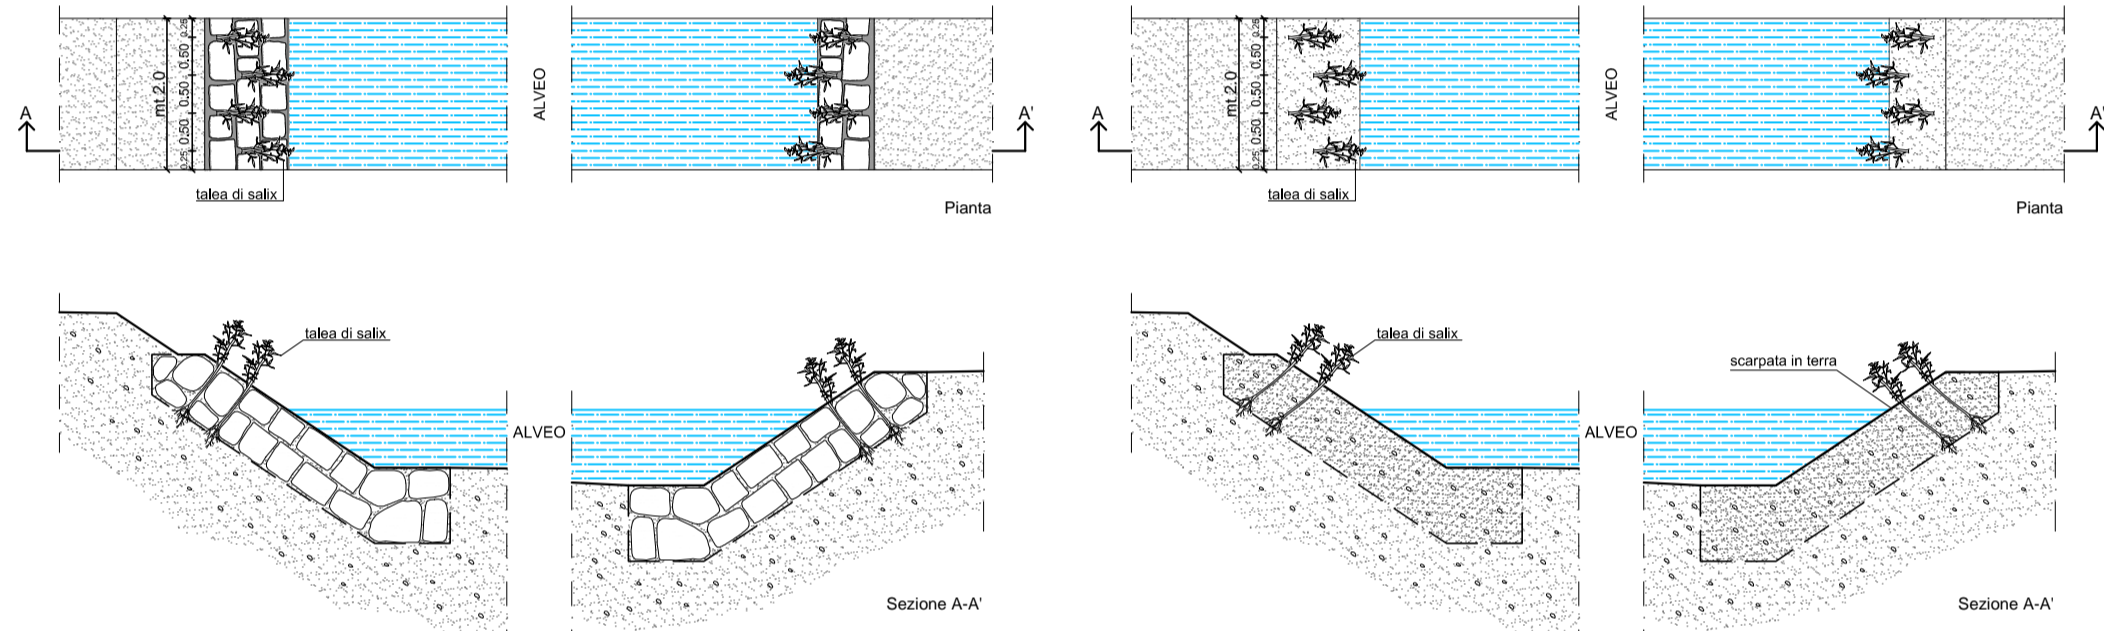 mt 2.0
0.25
0.50
0.50
0.50
0.25
A
talea di salix
ALVEO
A'
Pianta
mt 2.0
0.25
0.50
0.50
0.50
0.25
A
talea di salix
ALVEO
A'
Pianta
talea di salix
ALVEO
Sezione A-A'
talea di salix
ALVEO
scarpata in terra
Sezione A-A'